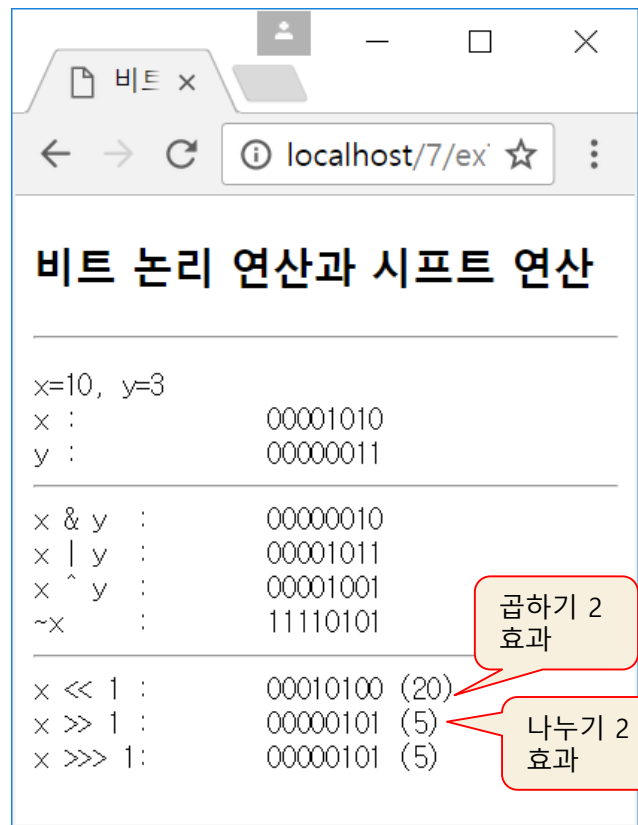 비트
localhost/7/ex
비트 논리 연산과 시프트 연산
x=10, y=3
x : 00001010
y : 00000011
x & y : 00000010
x | y : 00001011
x ^ y : 00001001
~x : 11110101
곱하기 2
효과
x << 1 : 00010100 (20)
x >> 1 : 00000101 (5)
x >>> 1: 00000101 (5)
나누기 2
효과